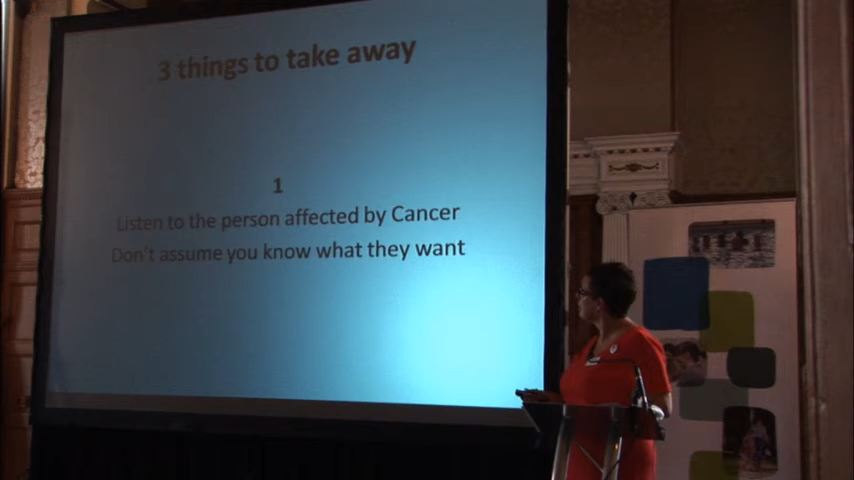 3 things to take away
1
Listen to the person affected by Cancer
Don't assume you know what they want